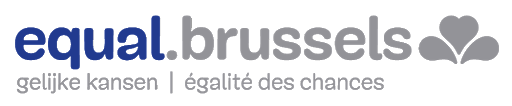 equal.brussels
gelijke kansen | égalité des chances